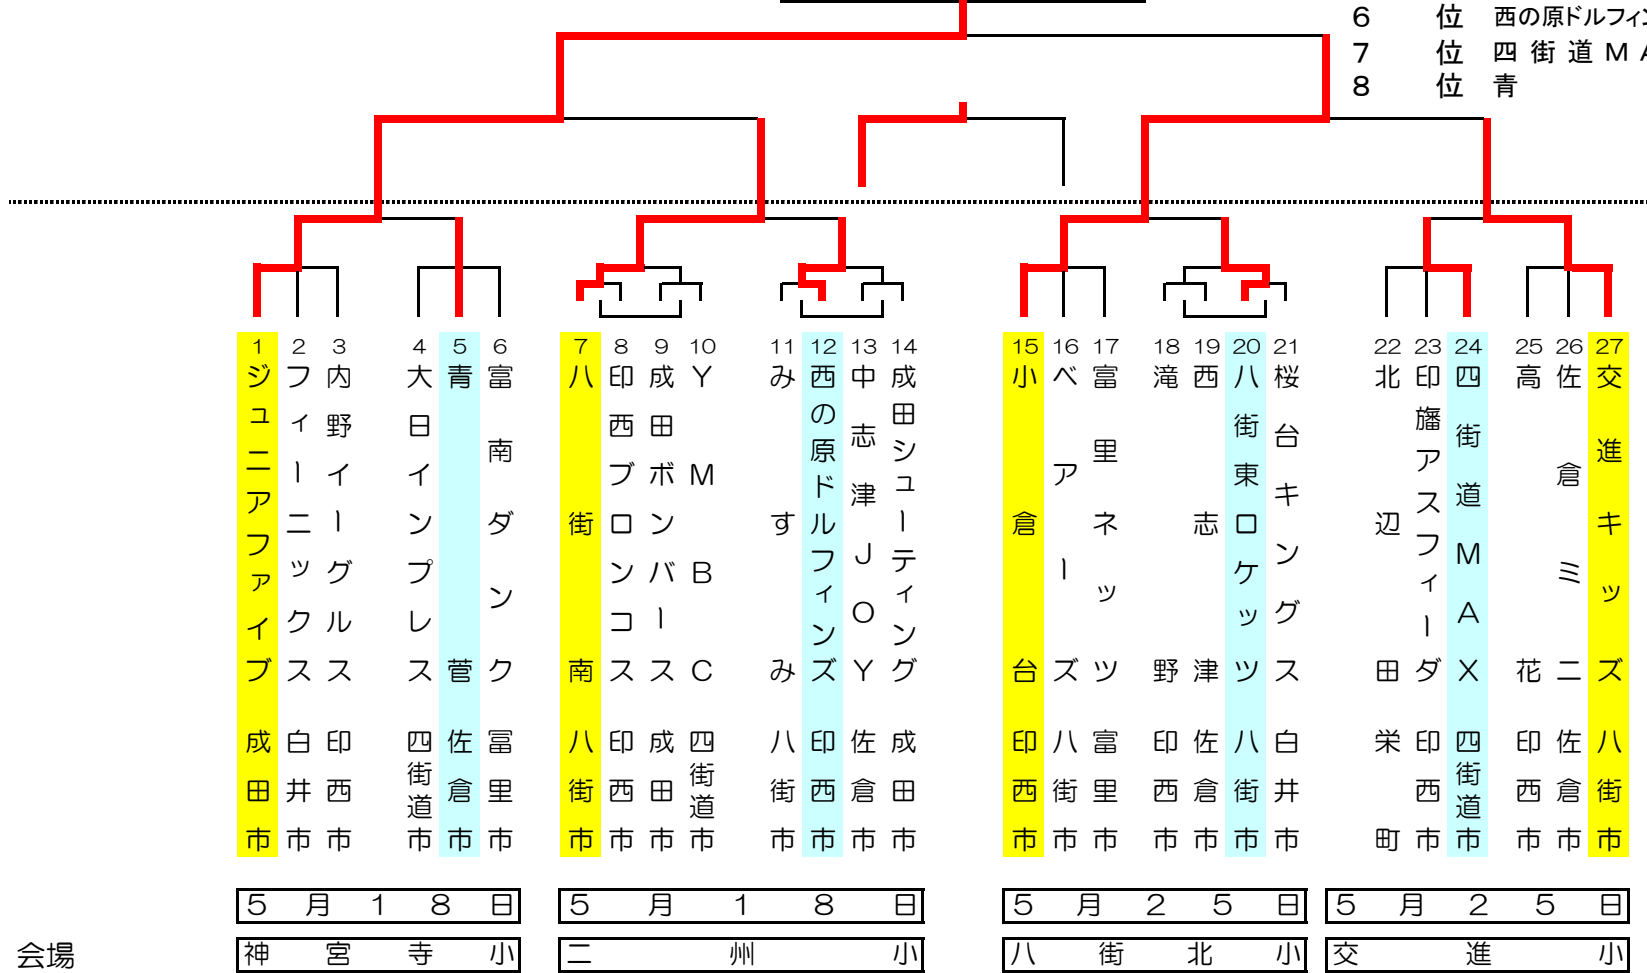 6 位 西の原ドルフィン
7 位 四街道MA
8 位 青
1 ジュニアファイブ 成田市
2 フィーニックス 白井市
3 内野イーグルス 印西市
4 大日インプレス 四街道市
5 青菅 佐倉市
6 富南ダンク 冨里市
7 八街南 八街市
8 印西ブロンコス 印西市
9 成田ボンバース 成田市
10 YMBC 四街道市
11 みすみ 八街市
12 西の原ドルフィンズ 印西市
13 中志津JOY 佐倉市
14 成田シューティング 成田市
15 小倉台 印西市
16 ベアーズ 八街市
17 富里ネッツ 富里市
18 滝野 印西市
19 西志津 佐倉市
20 八街東ロケッツ 八街市
21 桜台キングス 白井市
22 北辺田 栄町
23 印旛アスフィーダ 印西市
24 四街道MAX 四街道市
25 高花 印西市
26 佐倉ミニ 佐倉市
27 交進キッズ 八街市
5月18日
5月18日
5月25日
5月25日
会場
神宮寺小
二州小
八街北小
交進小